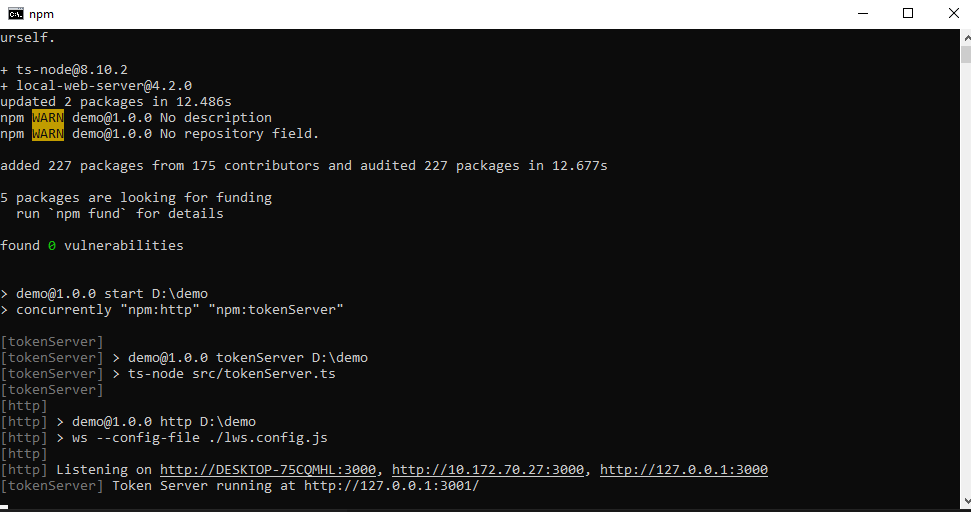 npm
urself.
+ ts-node@8.10.2
+ local-web-server@4.2.0
updated 2 packages in 12.486s
npm WARN demo@1.0.0 No description
npm WARN demo@1.0.0 No repository field.
added 227 packages from 175 contributors and audited 227 packages in 12.677s
5 packages are looking for funding
  run `npm fund` for details
found 0 vulnerabilities
> demo@1.0.0 start D:\demo
> concurrently "npm:http" "npm:tokenServer"
[tokenServer]
[tokenServer] > demo@1.0.0 tokenServer D:\demo
[tokenServer] > ts-node src/tokenServer.ts
[tokenServer]
[http]
[http] > demo@1.0.0 http D:\demo
[http] > ws --config-file ./lws.config.js
[http]
[http] Listening on http://DESKTOP-75CQMHL:3000, http://10.172.70.27:3000, http://127.0.0.1:3000
[tokenServer] Token Server running at http://127.0.0.1:3001/